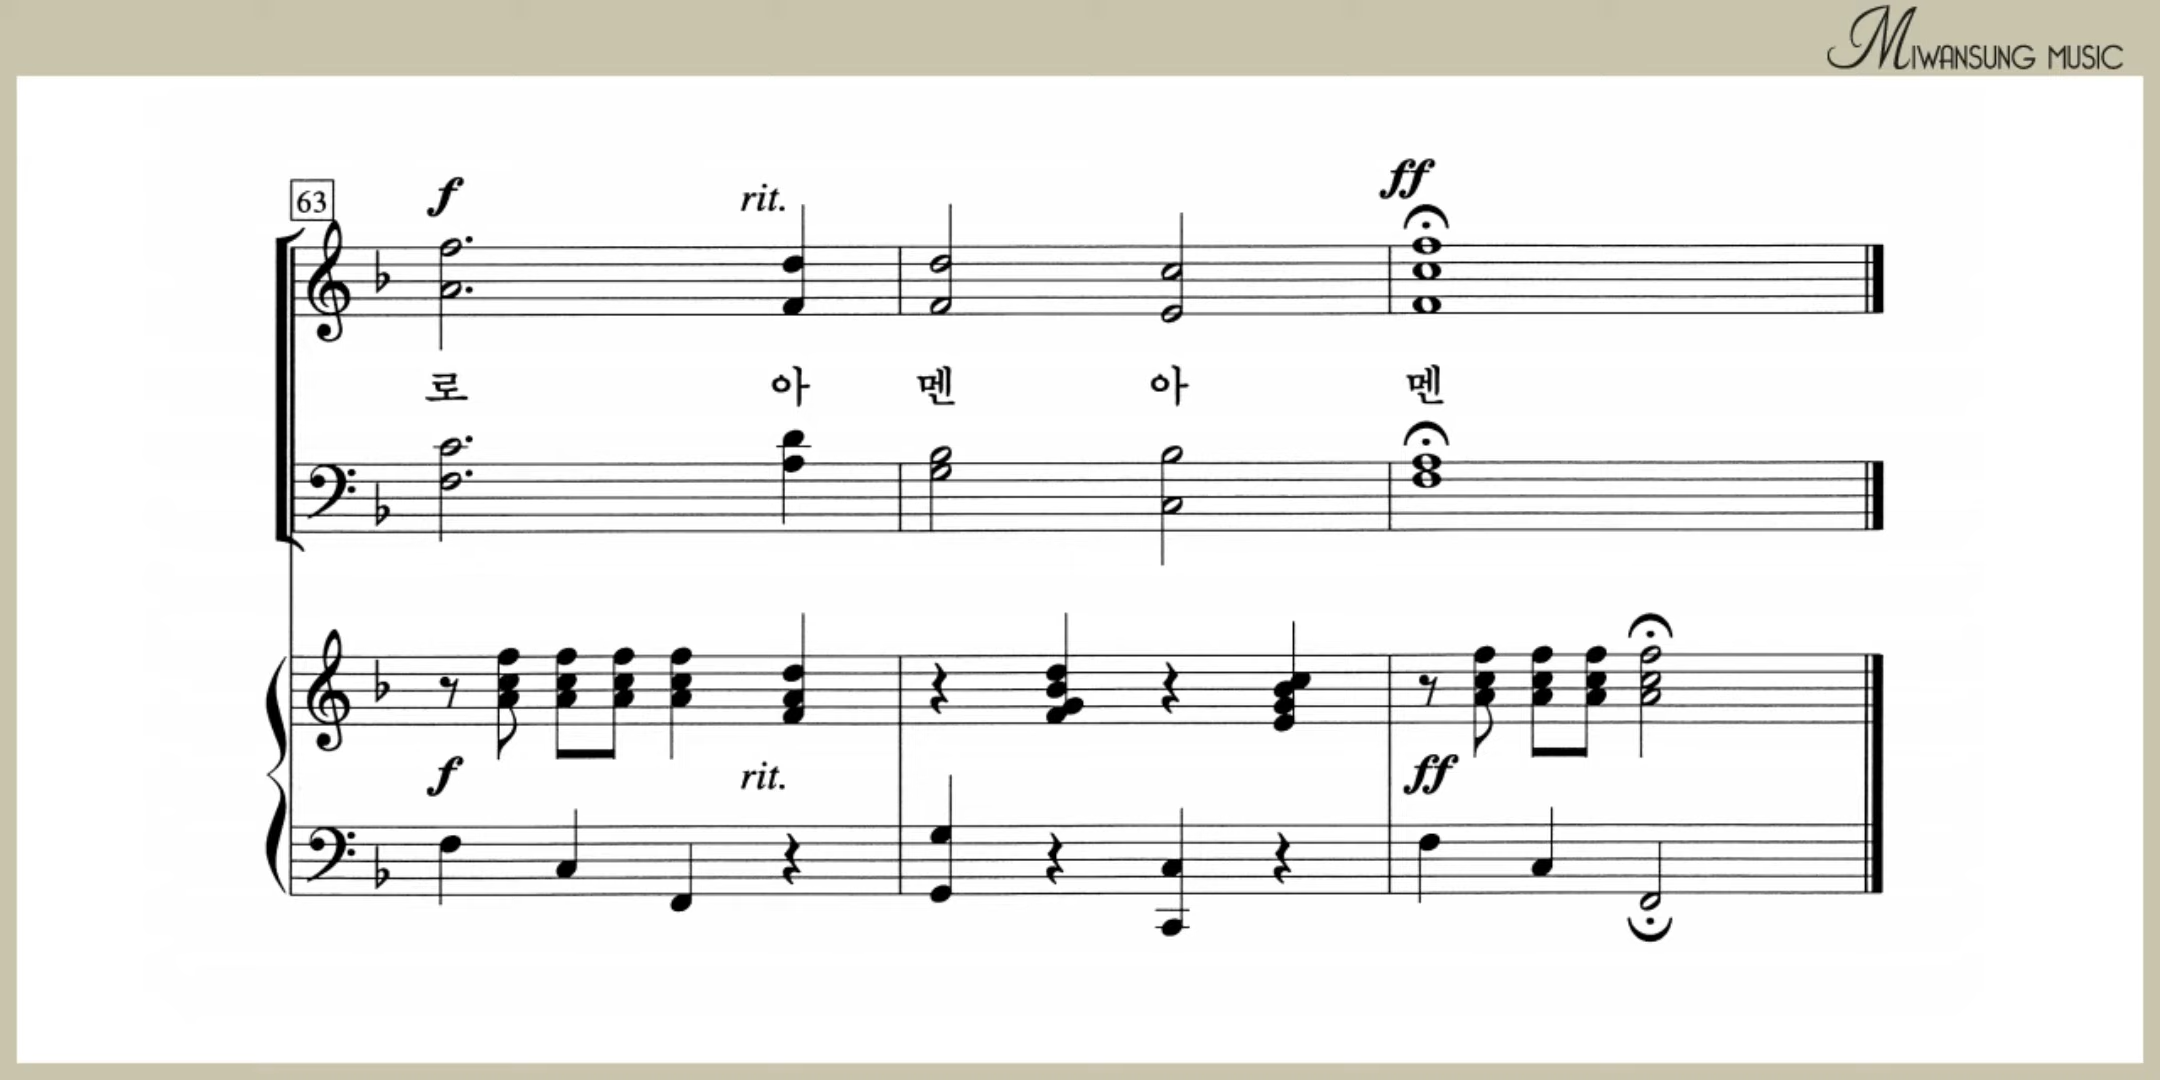 MIWANSUNG MUSIC
ff
63 f rit.
로 아 멘 아 멘
f rit. ff